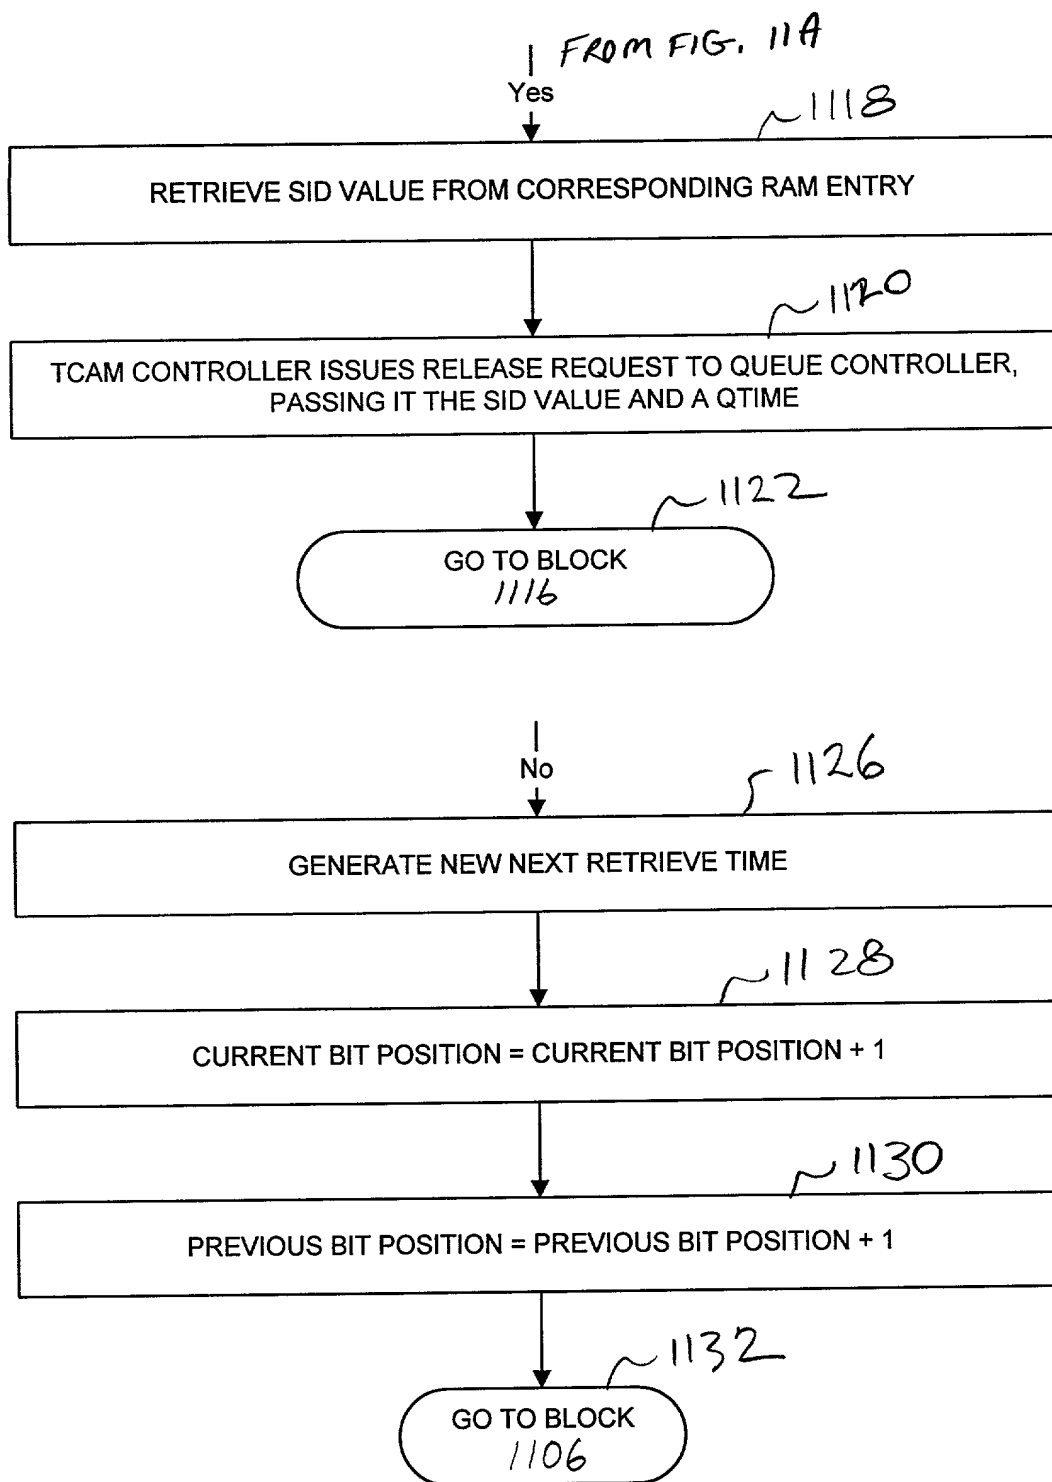 FROM FIG. 11A
Yes
1118
RETRIEVE SID VALUE FROM CORRESPONDING RAM ENTRY
1120
TCAM CONTROLLER ISSUES RELEASE REQUEST TO QUEUE CONTROLLER,
PASSING IT THE SID VALUE AND A QTIME
1122
GO TO BLOCK
1116
No
1126
GENERATE NEW NEXT RETRIEVE TIME
1128
CURRENT BIT POSITION = CURRENT BIT POSITION + 1
1130
PREVIOUS BIT POSITION = PREVIOUS BIT POSITION + 1
1132
GO TO BLOCK
1106